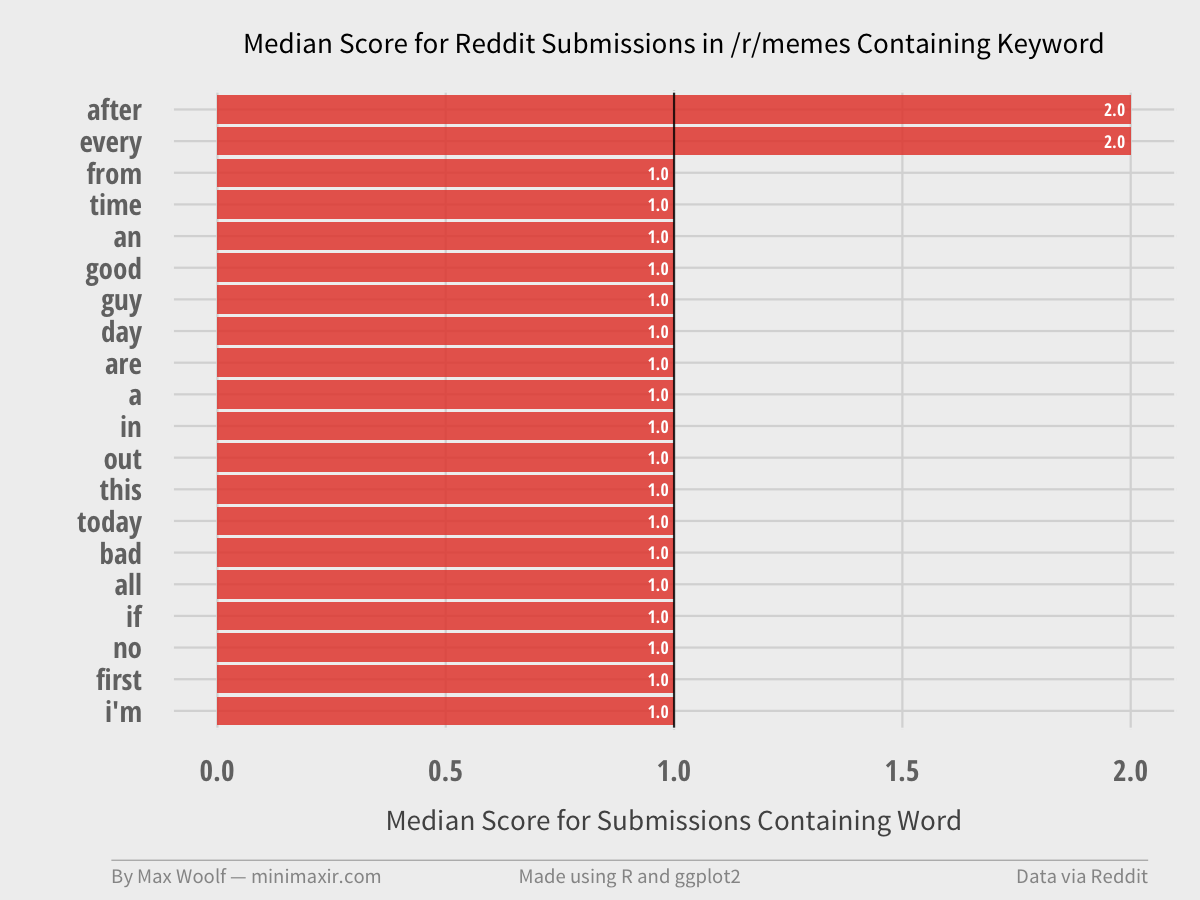 Median Score for Reddit Submissions in /r/memes Containing Keyword
after 2.0
every 2.0
from 1.0
time 1.0
an 1.0
good 1.0
guy 1.0
day 1.0
are 1.0
a 1.0
in 1.0
out 1.0
this 1.0
today 1.0
bad 1.0
all 1.0
if 1.0
no 1.0
first 1.0
i'm 1.0
0.0 0.5 1.0 1.5 2.0
Median Score for Submissions Containing Word
By Max Woolf — minimaxir.com Made using R and ggplot2 Data via Reddit